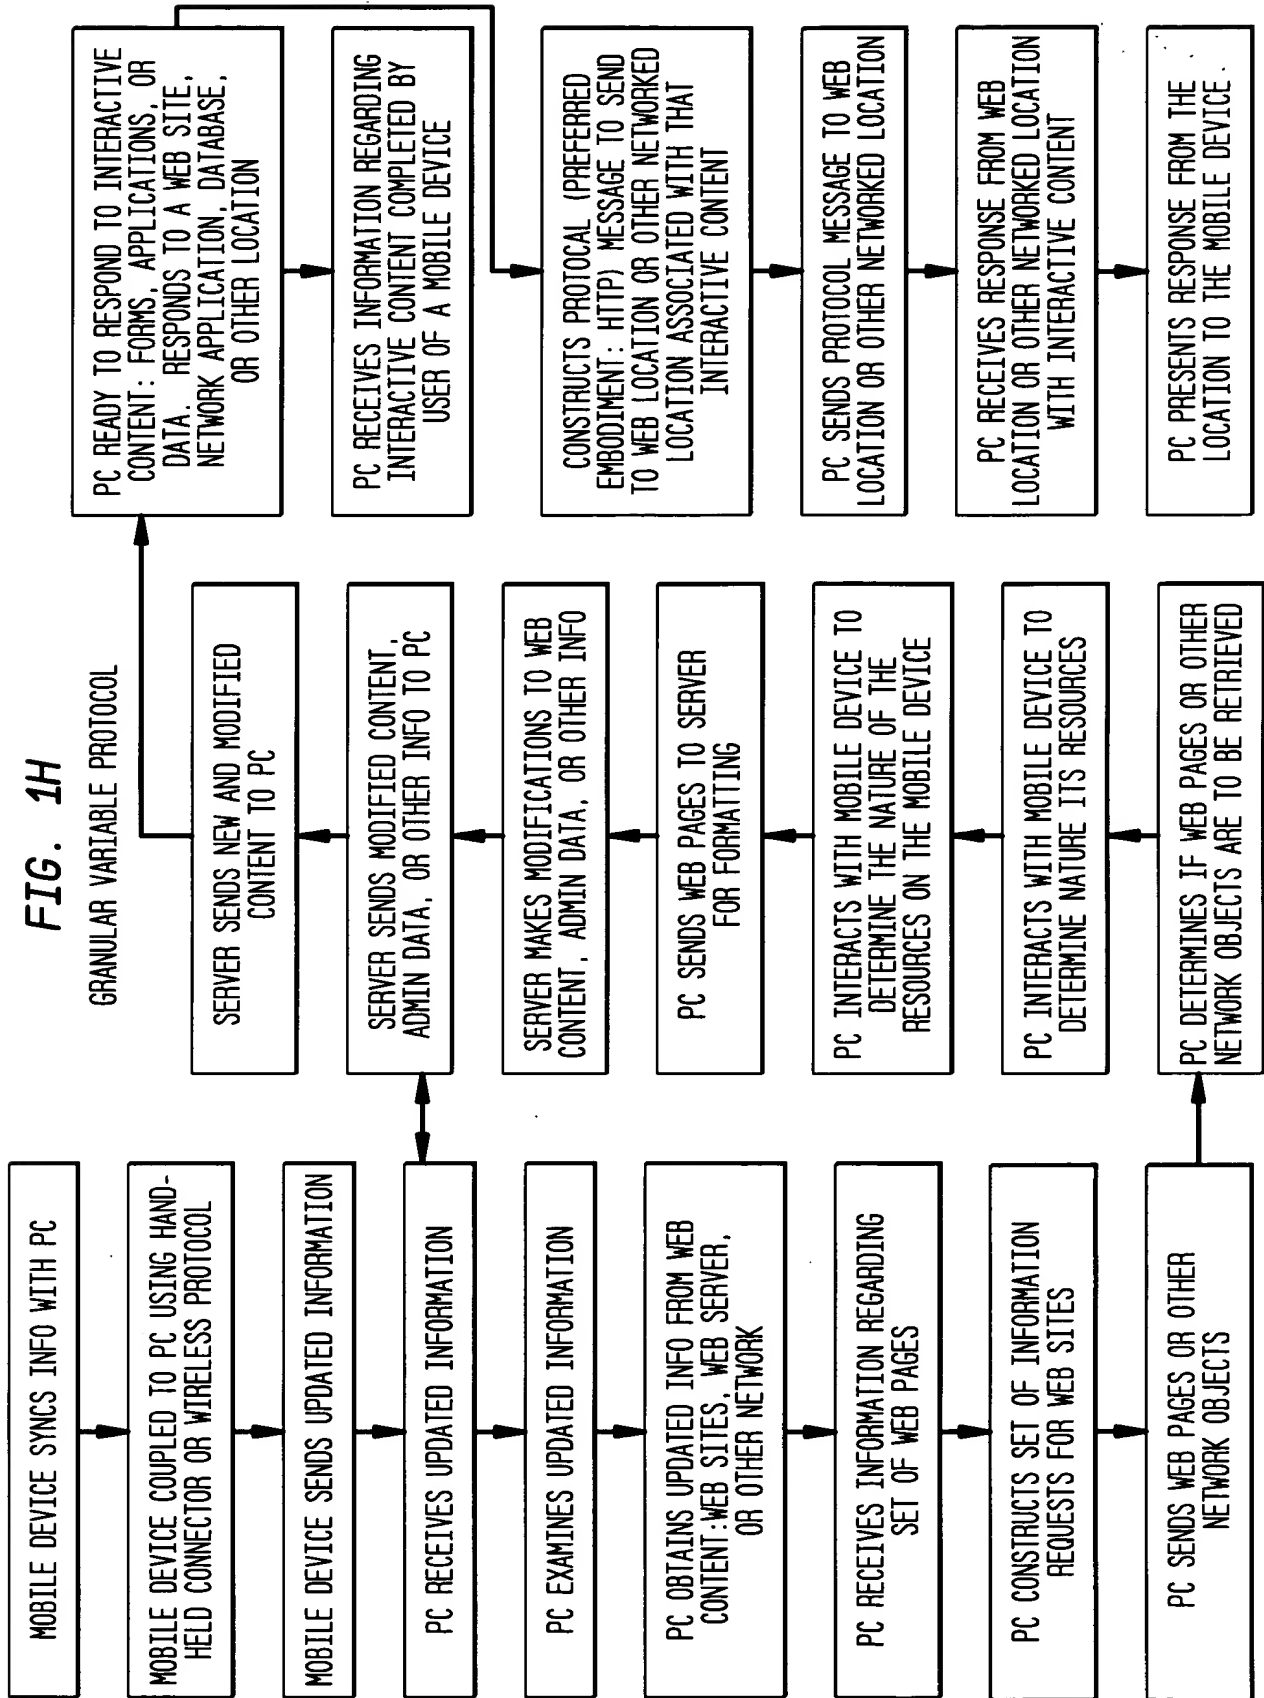 FIG. 1H
GRANULAR VARIABLE PROTOCOL
MOBILE DEVICE SYNCS INFO WITH PC
MOBILE DEVICE COUPLED TO PC USING HAND-
HELD CONNECTOR OR WIRELESS PROTOCOL
MOBILE DEVICE SENDS UPDATED INFORMATION
PC RECEIVES UPDATED INFORMATION
PC EXAMINES UPDATED INFORMATION
PC OBTAINS UPDATED INFO FROM WEB
CONTENT:WEB SITES, WEB SERVER,
OR OTHER NETWORK
PC RECEIVES INFORMATION REGARDING
SET OF WEB PAGES
PC CONSTRUCTS SET OF INFORMATION
REQUESTS FOR WEB SITES
PC SENDS WEB PAGES OR OTHER
NETWORK OBJECTS
SERVER SENDS NEW AND MODIFIED
CONTENT TO PC
SERVER SENDS MODIFIED CONTENT,
ADMIN DATA, OR OTHER INFO TO PC
SERVER MAKES MODIFICATIONS TO WEB
CONTENT, ADMIN DATA, OR OTHER INFO
PC SENDS WEB PAGES TO SERVER
FOR FORMATTING
PC INTERACTS WITH MOBILE DEVICE TO
DETERMINE THE NATURE OF THE
RESOURCES ON THE MOBILE DEVICE
PC INTERACTS WITH MOBILE DEVICE TO
DETERMINE NATURE ITS RESOURCES
PC DETERMINES IF WEB PAGES OR OTHER
NETWORK OBJECTS ARE TO BE RETRIEVED
PC READY TO RESPOND TO INTERACTIVE
CONTENT: FORMS, APPLICATIONS, OR
DATA. RESPONDS TO A WEB SITE,
NETWORK APPLICATION, DATABASE,
OR OTHER LOCATION
PC RECEIVES INFORMATION REGARDING
INTERACTIVE CONTENT COMPLETED BY
USER OF A MOBILE DEVICE
CONSTRUCTS PROTOCAL (PREFERRED
EMBODIMENT: HTTP) MESSAGE TO SEND
TO WEB LOCATION OR OTHER NETWORKED
LOCATION ASSOCIATED WITH THAT
INTERACTIVE CONTENT
PC SENDS PROTOCOL MESSAGE TO WEB
LOCATION OR OTHER NETWORKED LOCATION
PC RECEIVES RESPONSE FROM WEB
LOCATION OR OTHER NETWORKED LOCATION
WITH INTERACTIVE CONTENT
PC PRESENTS RESPONSE FROM THE
LOCATION TO THE MOBILE DEVICE